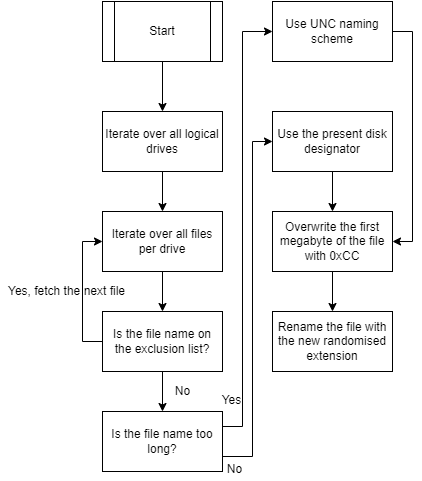 Start
Iterate over all logical
drives
Iterate over all files
per drive
Yes, fetch the next file
Is the file name on
the exclusion list?
No
Is the file name too
long?
Yes
No
Use UNC naming
scheme
Use the present disk
designator
Overwrite the first
megabyte of the file
with 0xCC
Rename the file with
the new randomised
extension